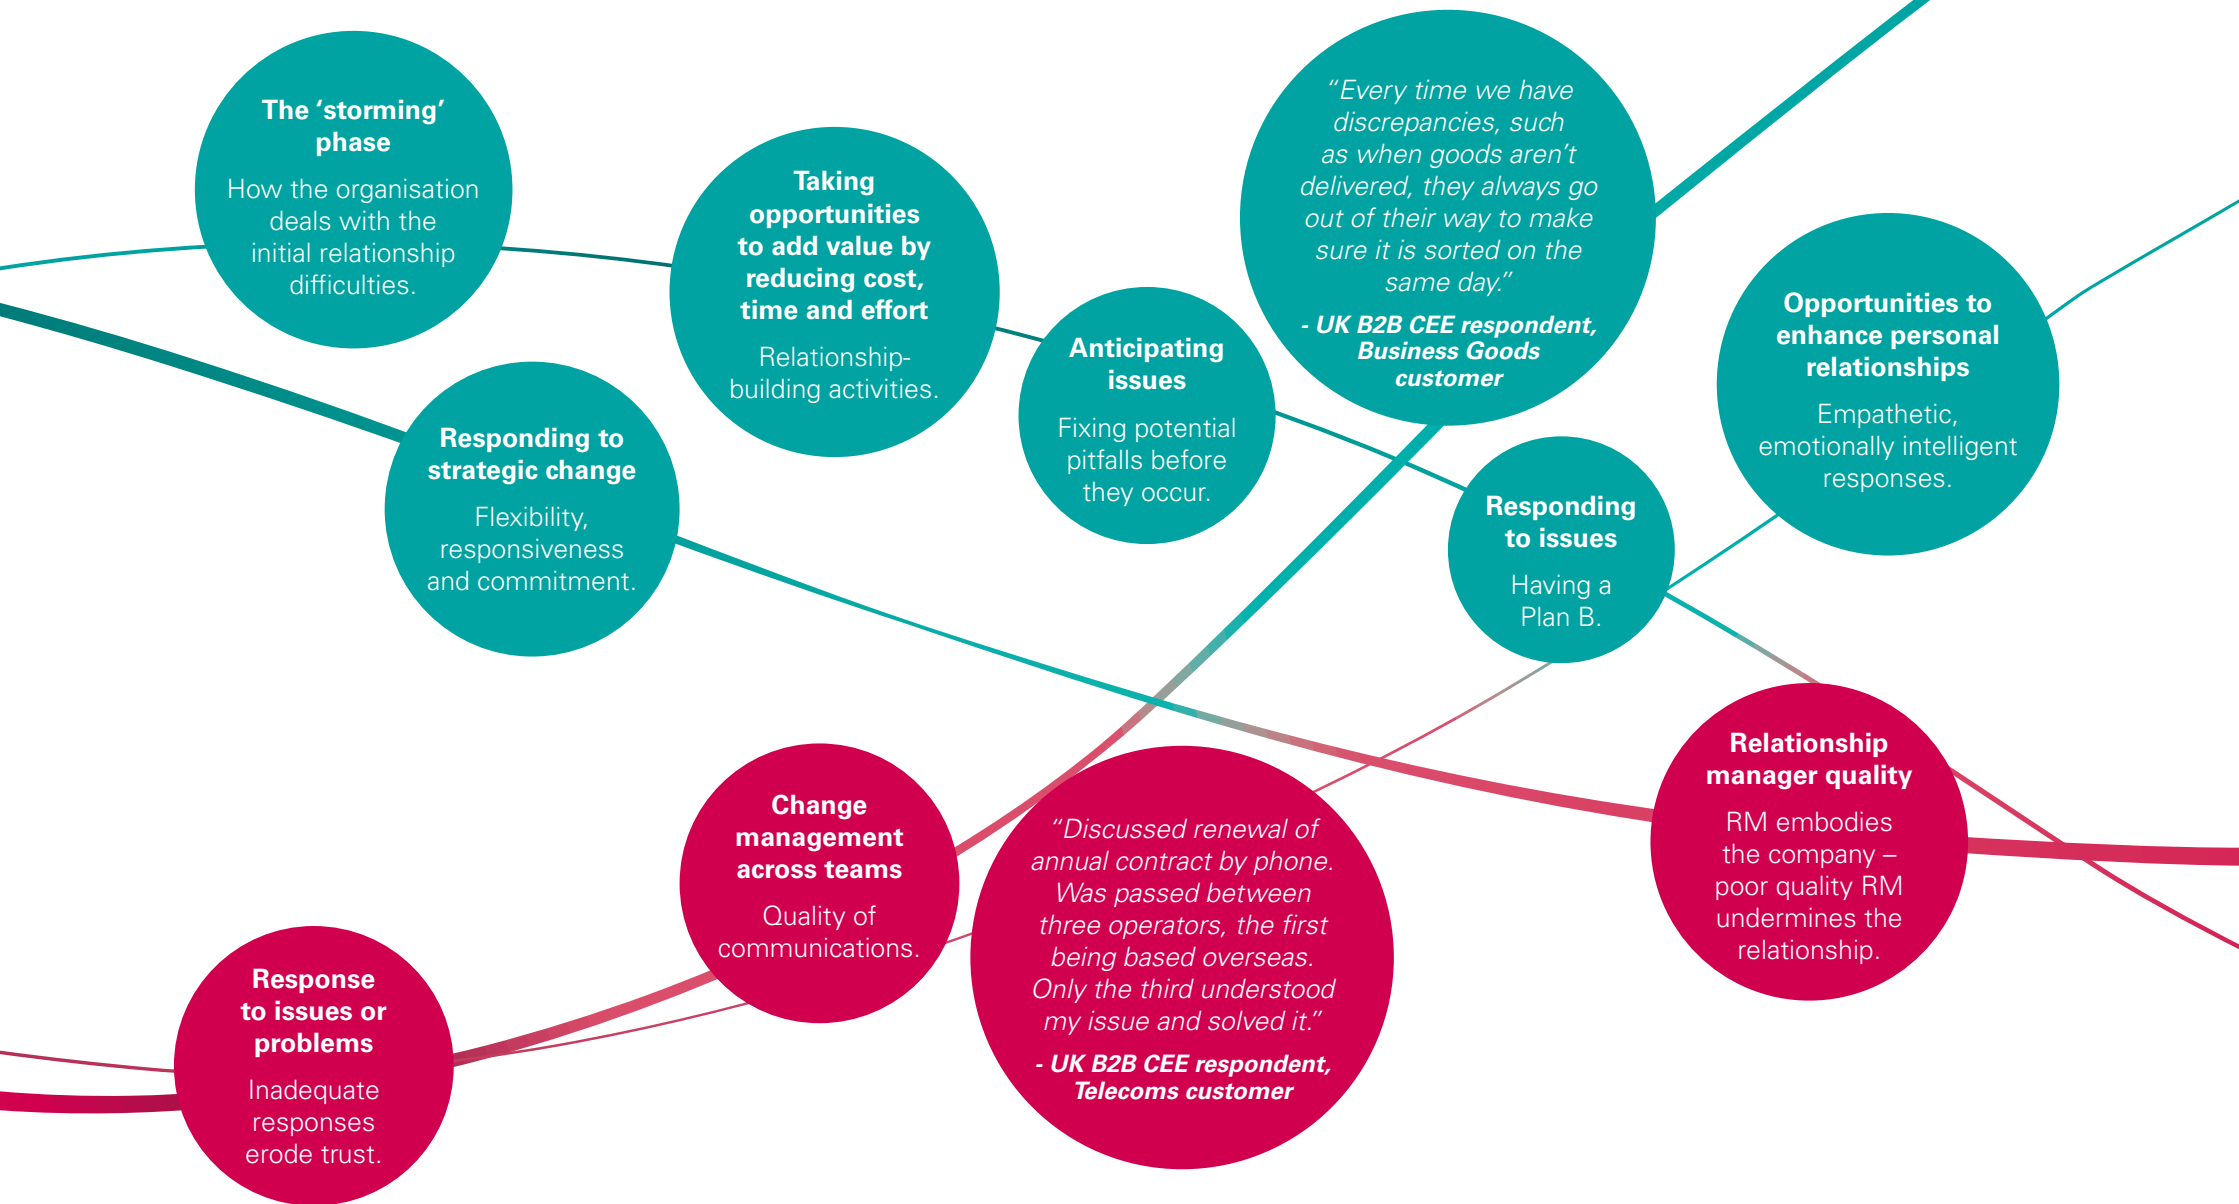 The ‘storming’
phase
How the organisation
deals with the
initial relationship
difficulties.
Taking
opportunities
to add value by
reducing cost,
time and effort
Relationship-
building activities.
Responding to
strategic change
Flexibility,
responsiveness
and commitment.
Anticipating
issues
Fixing potential
pitfalls before
they occur.
“Every time we have
discrepancies, such
as when goods aren’t
delivered, they always go
out of their way to make
sure it is sorted on the
same day.”
- UK B2B CEE respondent,
Business Goods
customer
Responding
to issues
Having a
Plan B.
Opportunities to
enhance personal
relationships
Empathetic,
emotionally intelligent
responses.
Response
to issues or
problems
Inadequate
responses
erode trust.
Change
management
across teams
Quality of
communications.
“Discussed renewal of
annual contract by phone.
Was passed between
three operators, the first
being based overseas.
Only the third understood
my issue and solved it.”
- UK B2B CEE respondent,
Telecoms customer
Relationship
manager quality
RM embodies
the company –
poor quality RM
undermines the
relationship.